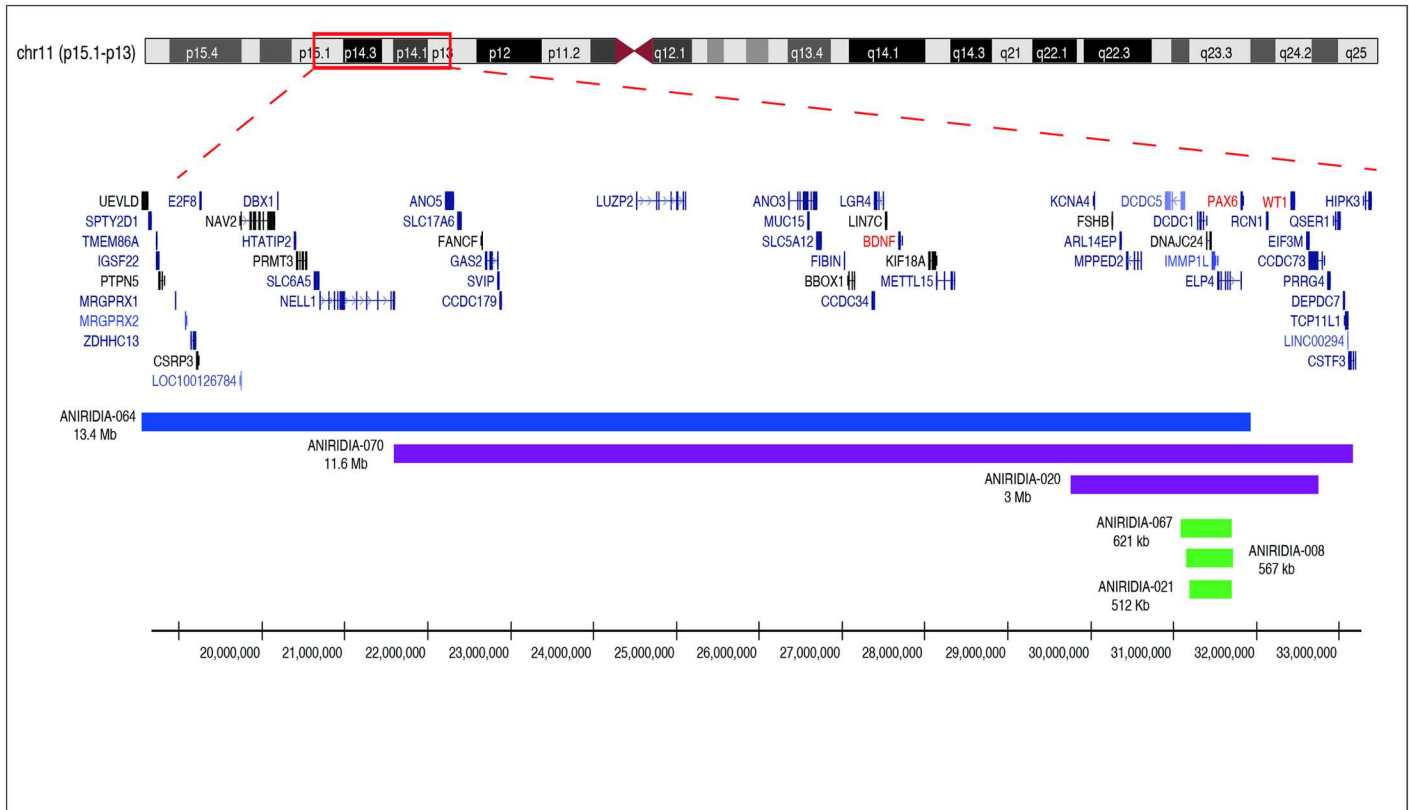 chr11 (p15.1-p13) p15.4 p15.1 p14.3 p14.1 p13 p12 p11.2 q12.1 q13.4 q14.1 q14.3 q21 q22.1 q22.3 q23.3 q24.2 q25
UEVLD E2F8 DBX1 ANO5 LUZP2 ANO3 LGR4 KCNA4 DCDC5 PAX6 WT1 HIPK3
SPTY2D1 NAV2 SLC17A6 MUC15 LIN7C FSHB DCDC1 RCN1 QSER1
TMEM86A HTATIP2 FANCF SLC5A12 BDNF ARL14EP DNAJC24 EIF3M
IGSF22 PRMT3 GAS2 FIBIN KIF18A MPPED2 IMMP1L CCDC73
PTPN5 SLC6A5 SVIP BBOX1 METTL15 ELP4 PRRG4
MRGPRX1 NELL1 CCDC179 CCDC34 DEPDC7
MRGPRX2 TCP11L1
ZDHHC13 LINC00294
CSRP3 CSTF3
LOC100126784
ANIRIDIA-064
13.4 Mb
ANIRIDIA-070
11.6 Mb
ANIRIDIA-020
3 Mb
ANIRIDIA-067
621 kb
ANIRIDIA-008
567 kb
ANIRIDIA-021
512 Kb
20,000,000 21,000,000 22,000,000 23,000,000 24,000,000 25,000,000 26,000,000 27,000,000 28,000,000 29,000,000 30,000,000 31,000,000 32,000,000 33,000,000